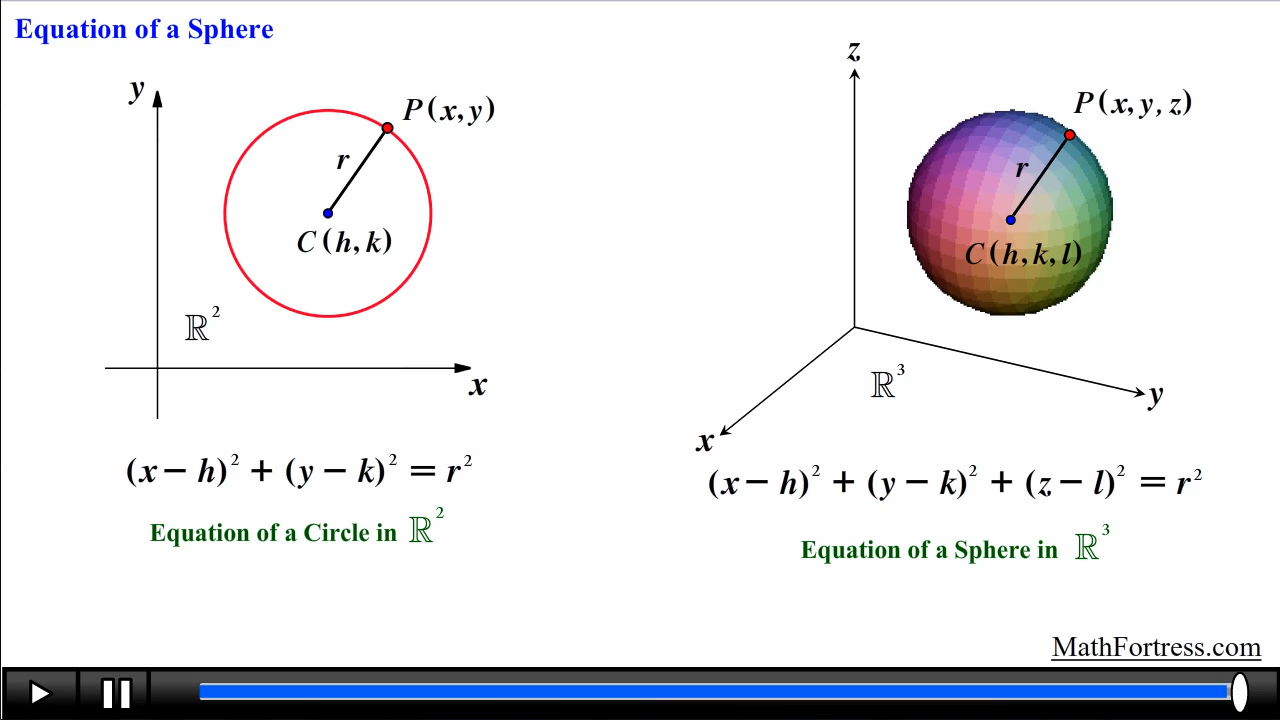 Equation of a Sphere
y
P(x, y)
r
C(h, k)
ℝ²
x
(x − h)² + (y − k)² = r²
Equation of a Circle in ℝ²
z
P(x, y, z)
r
C(h, k, l)
ℝ³
y
x
(x − h)² + (y − k)² + (z − l)² = r²
Equation of a Sphere in ℝ³
MathFortress.com